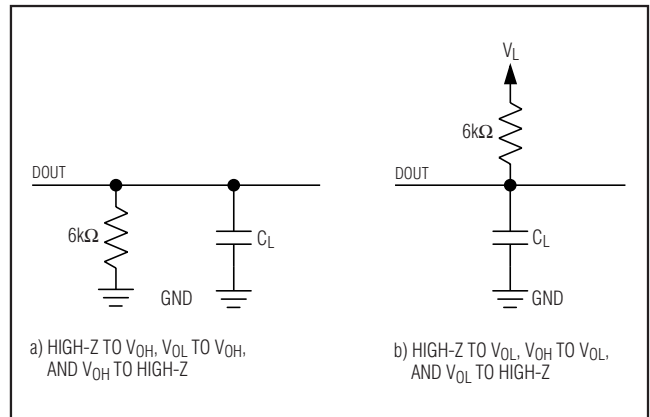 DOUT
6kΩ
C_L
GND
a) HIGH-Z TO V_OH, V_OL TO V_OH,
AND V_OH TO HIGH-Z
V_L
6kΩ
DOUT
C_L
GND
b) HIGH-Z TO V_OL, V_OH TO V_OL,
AND V_OL TO HIGH-Z